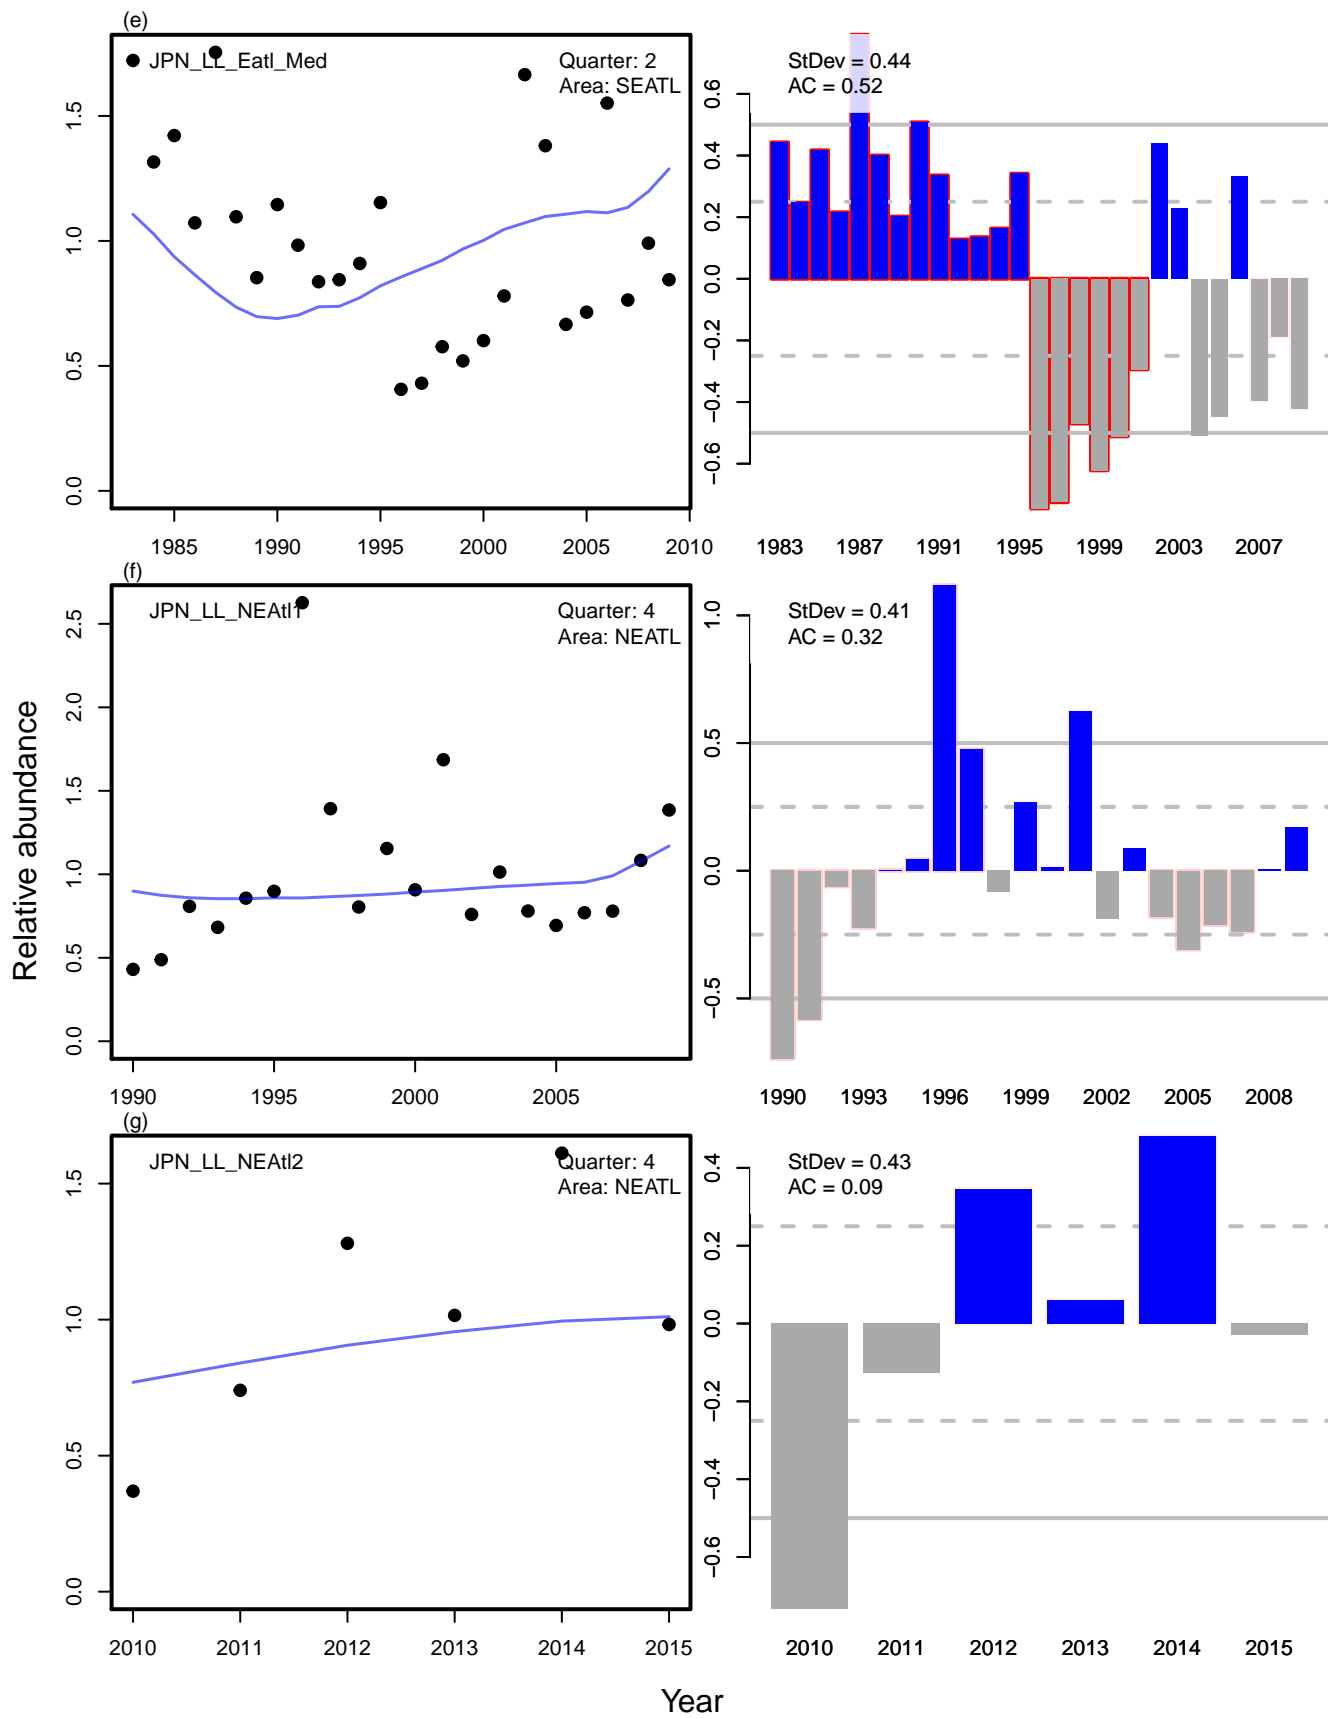 (e)
JPN_LL_Eatl_Med
Quarter: 2
Area: SEATL
StDev = 0.44
AC = 0.52
0.0 0.5 1.0 1.5
−0.6 −0.4 −0.2 0.0 0.2 0.4 0.6
1985 1990 1995 2000 2005 2010
1983 1987 1991 1995 1999 2003 2007
(f)
JPN_LL_NEAtl1
Quarter: 4
Area: NEATL
StDev = 0.41
AC = 0.32
0.0 0.5 1.0 1.5 2.0 2.5
−0.5 0.0 0.5 1.0
1990 1995 2000 2005
1990 1993 1996 1999 2002 2005 2008
(g)
JPN_LL_NEAtl2
Quarter: 4
Area: NEATL
StDev = 0.43
AC = 0.09
0.0 0.5 1.0 1.5
−0.6 −0.4 −0.2 0.0 0.2 0.4
2010 2011 2012 2013 2014 2015
2010 2011 2012 2013 2014 2015
Relative abundance
Year